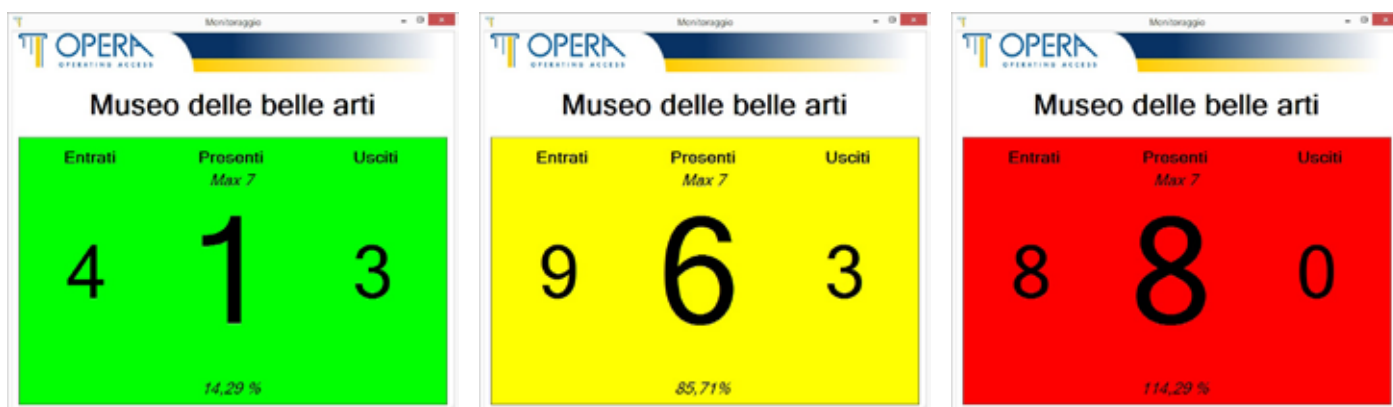 Monitoraggio
OPERA
OPERATING ACCESS
Museo delle belle arti
Entrati Presenti Usciti
Max 7
4 1 3
14,29 %
Monitoraggio
OPERA
OPERATING ACCESS
Museo delle belle arti
Entrati Presenti Usciti
Max 7
9 6 3
85,71%
Monitoraggio
OPERA
OPERATING ACCESS
Museo delle belle arti
Entrati Presenti Usciti
Max 7
8 8 0
114,29 %